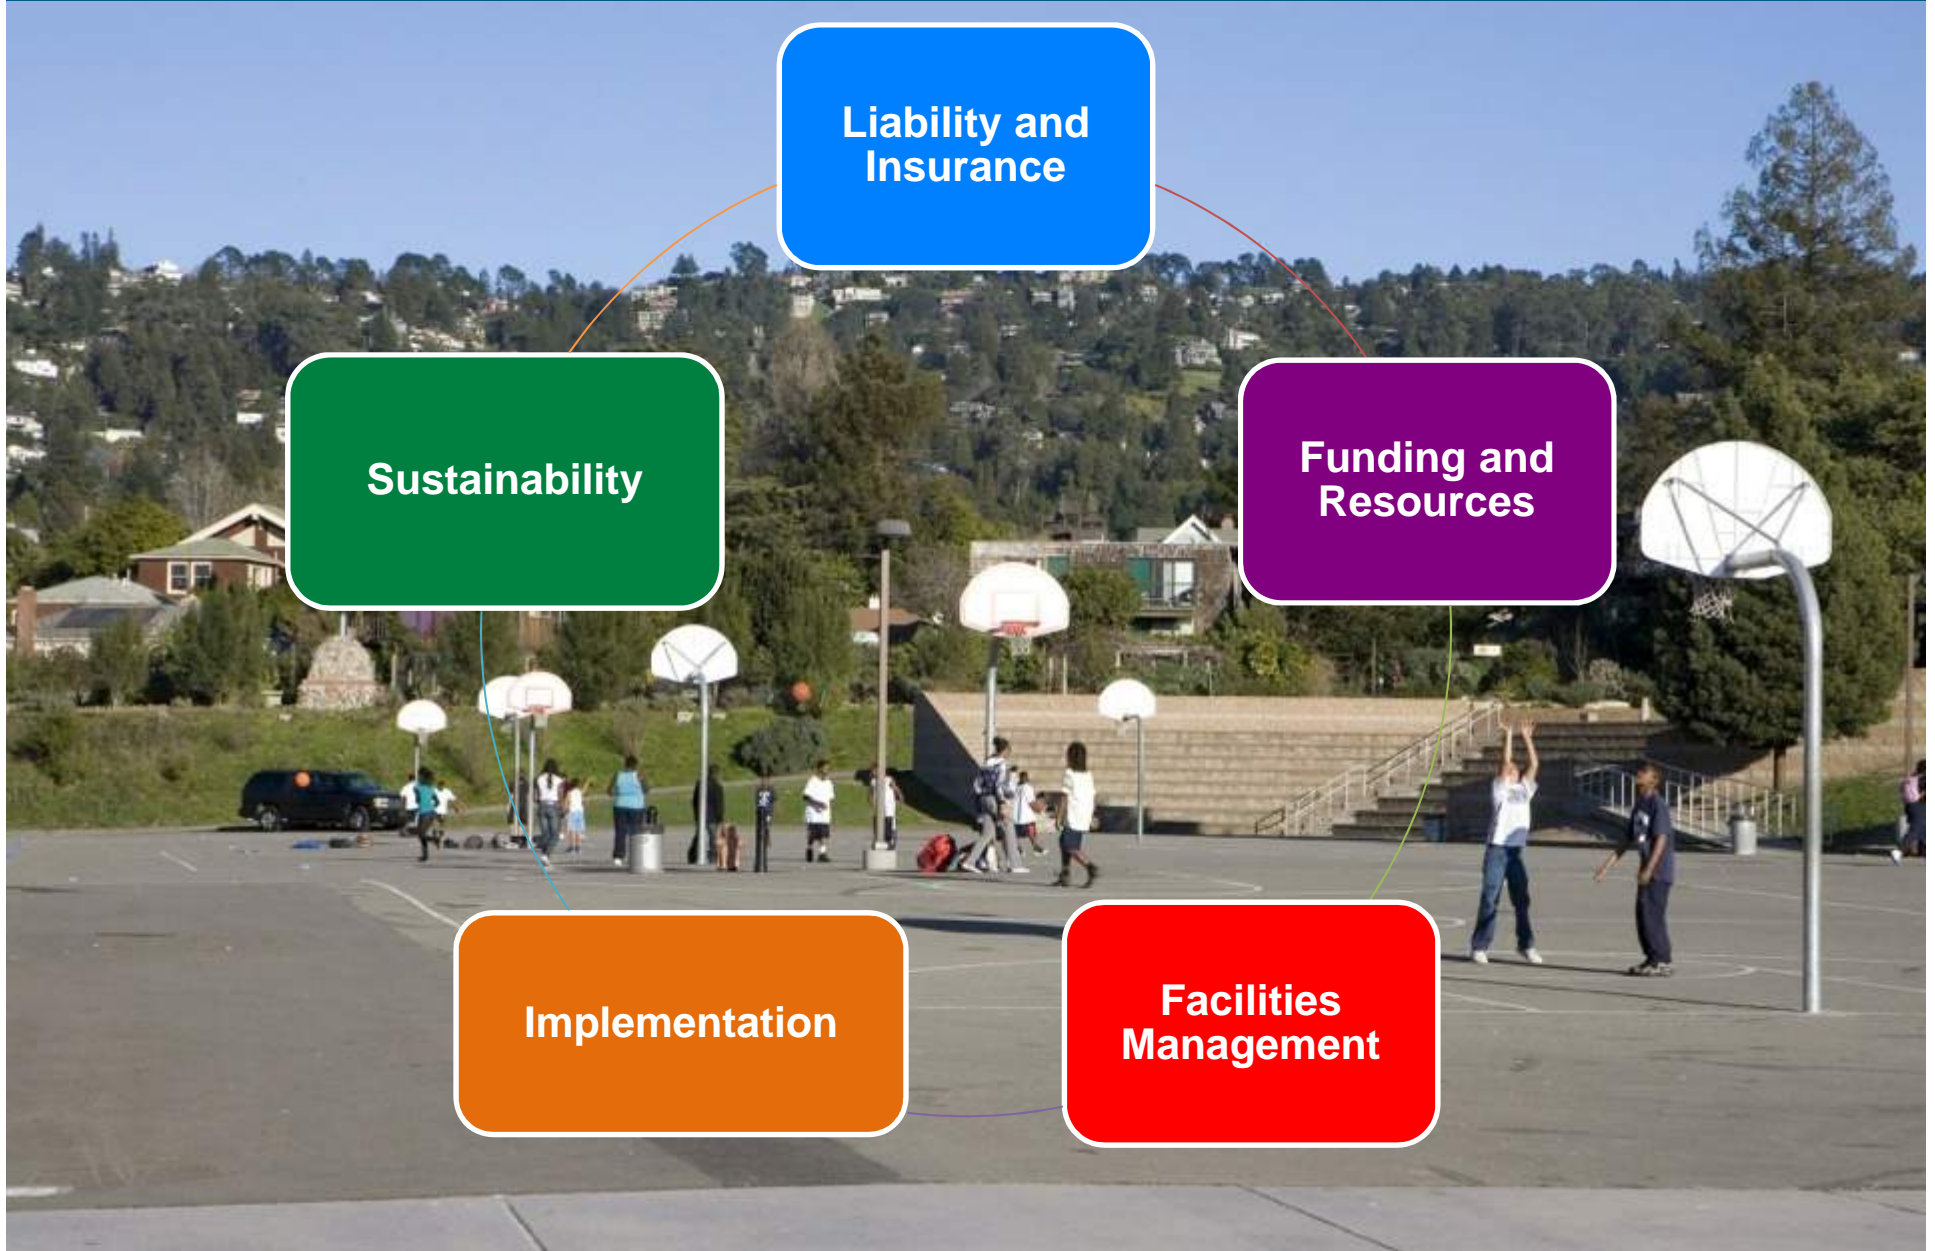 Liability and
Insurance
Funding and
Resources
Facilities
Management
Implementation
Sustainability